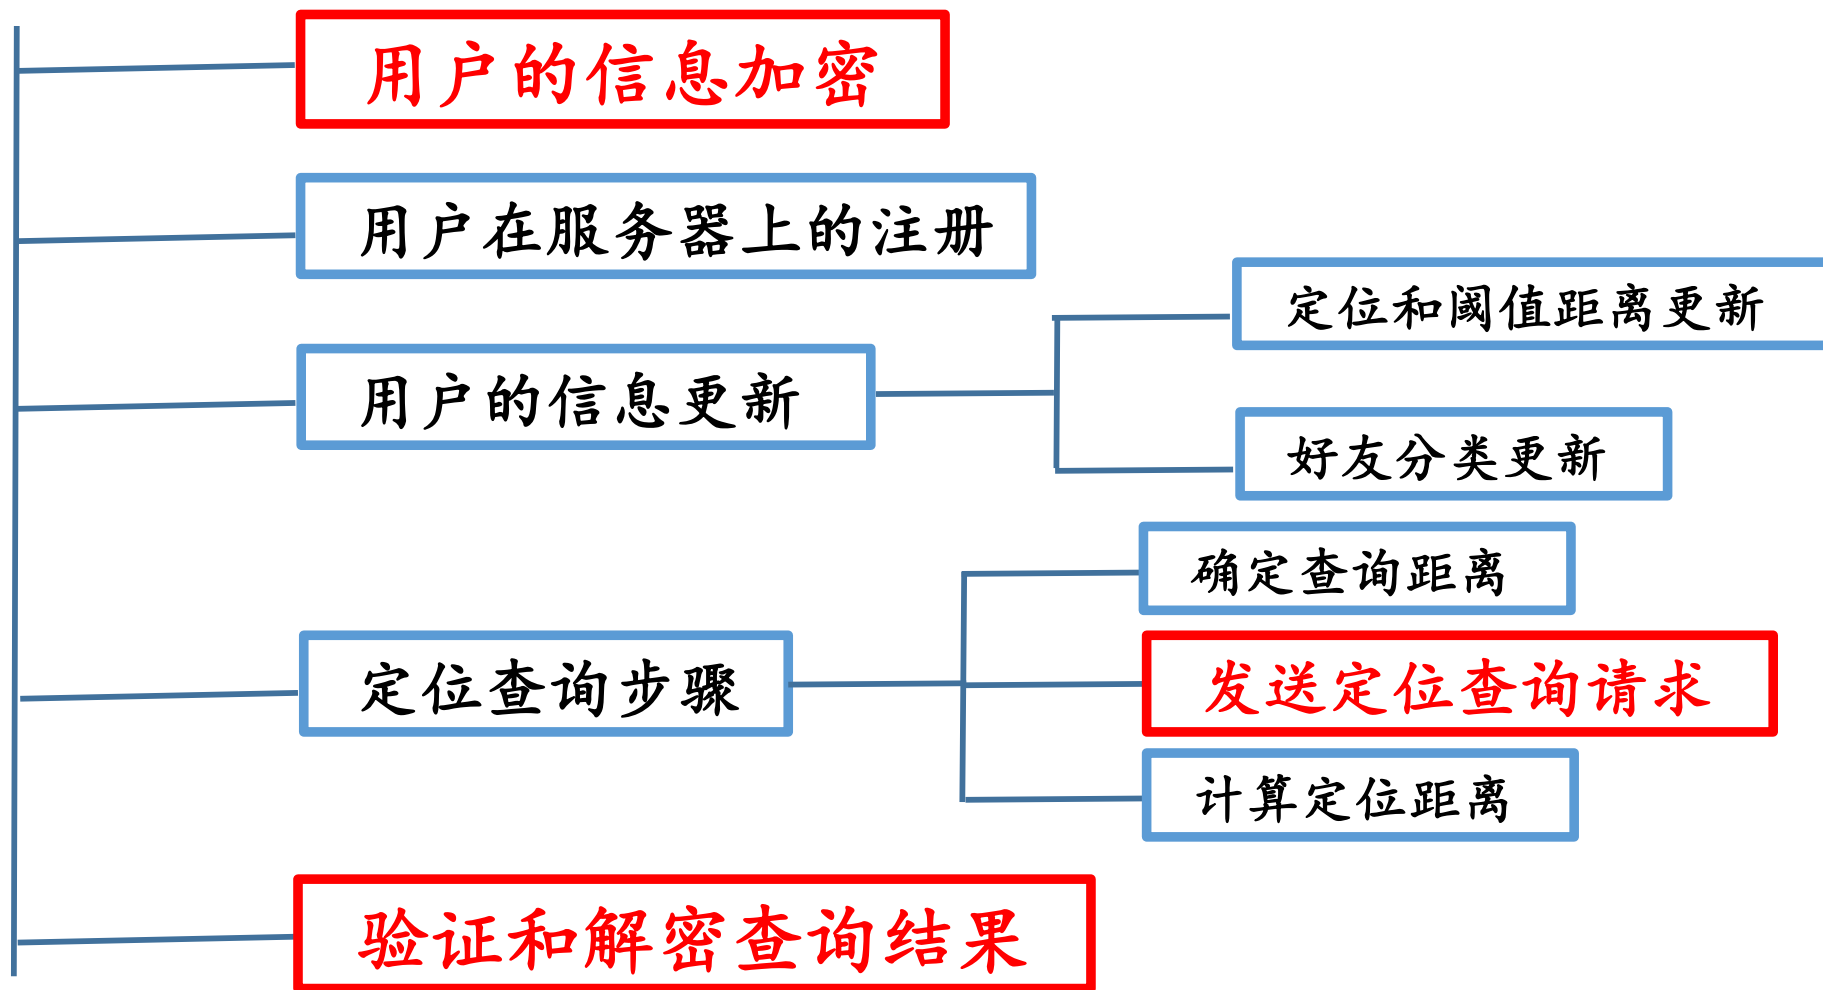 用户的信息加密
用户在服务器上的注册
用户的信息更新
定位和阈值距离更新
好友分类更新
定位查询步骤
确定查询距离
发送定位查询请求
计算定位距离
验证和解密查询结果